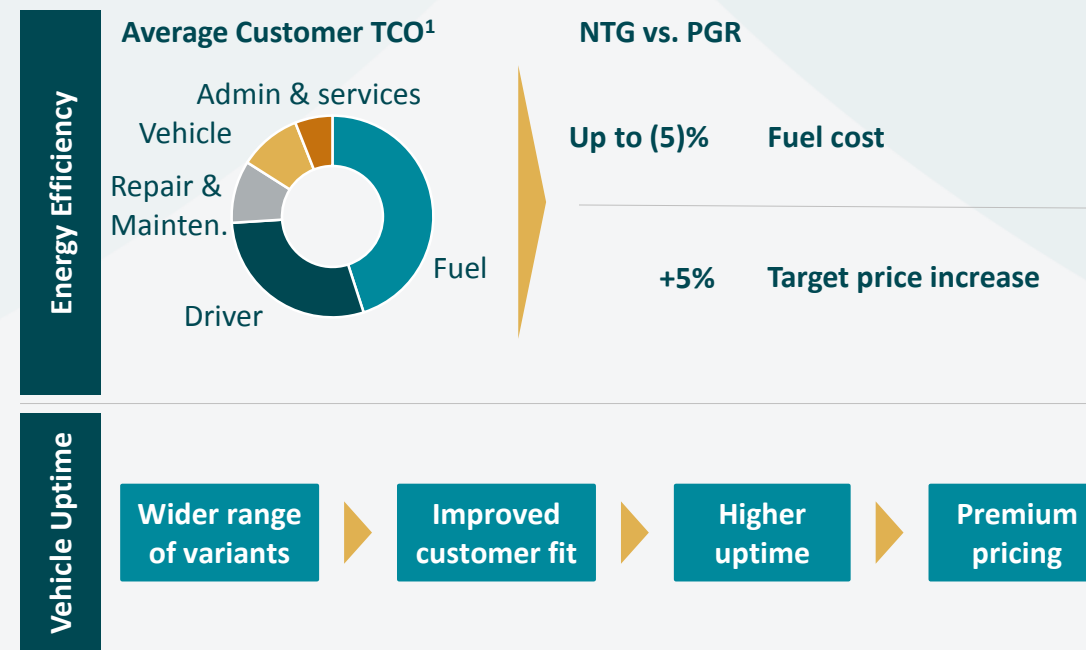 Energy Efficiency
Average Customer TCO¹
Admin & services
Vehicle
Repair &
Mainten.
Driver
Fuel
NTG vs. PGR
Up to (5)% Fuel cost
+5% Target price increase
Vehicle Uptime
Wider range
of variants
Improved
customer fit
Higher
uptime
Premium
pricing